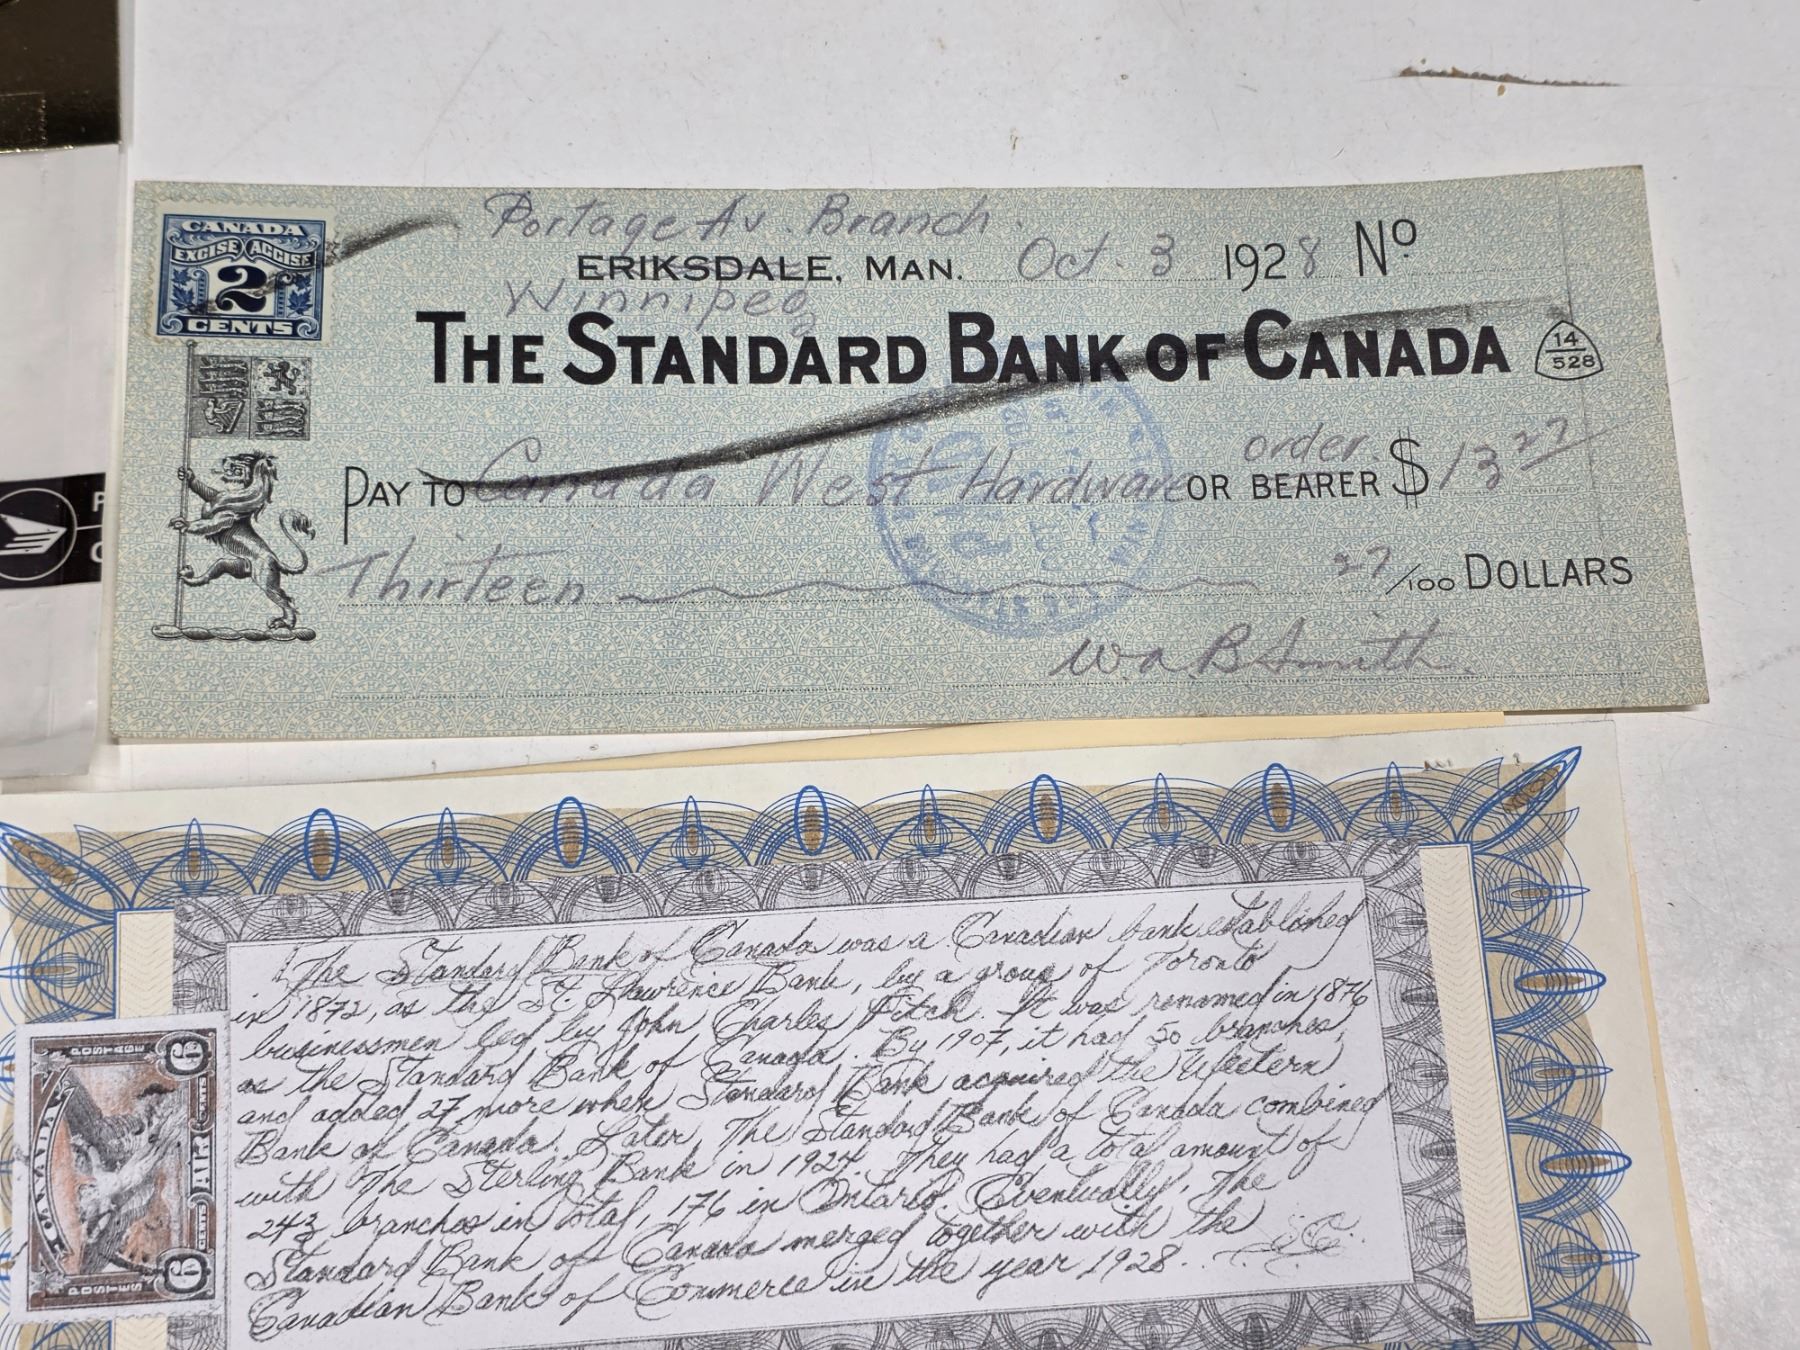 CANADA
EXCISE ACCISE
2
CENTS
Portage Av. Branch.
ERIKSDALE, MAN. Oct. 3 1928 No
Winnipeg
THE STANDARD BANK OF CANADA
14
528
order.
PAY TO Canada West Hardware OR BEARER $ 13 27
Thirteen 27/100 DOLLARS
W.A.B Smith.
The Standard Bank of Canada was a Canadian bank established
in 1872, as the St. Lawrence Bank, by a group of Toronto
businessmen led by John Charles Fitch. It was renamed in 1876
as the Standard Bank of Canada. By 1907, it had 50 branches,
and added 27 more when Standard Bank acquired the Western
Bank of Canada. Later, The Standard Bank of Canada combined
with The Sterling Bank in 1924. They had a total amount of
243 branches in total, 176 in Ontario. Eventually, The
Standard Bank of Canada merged together with the
Canadian Bank of Commerce in the year 1928.
POSTAGE
CANADA
6
CENTS AIR CENTS
6
POSTES